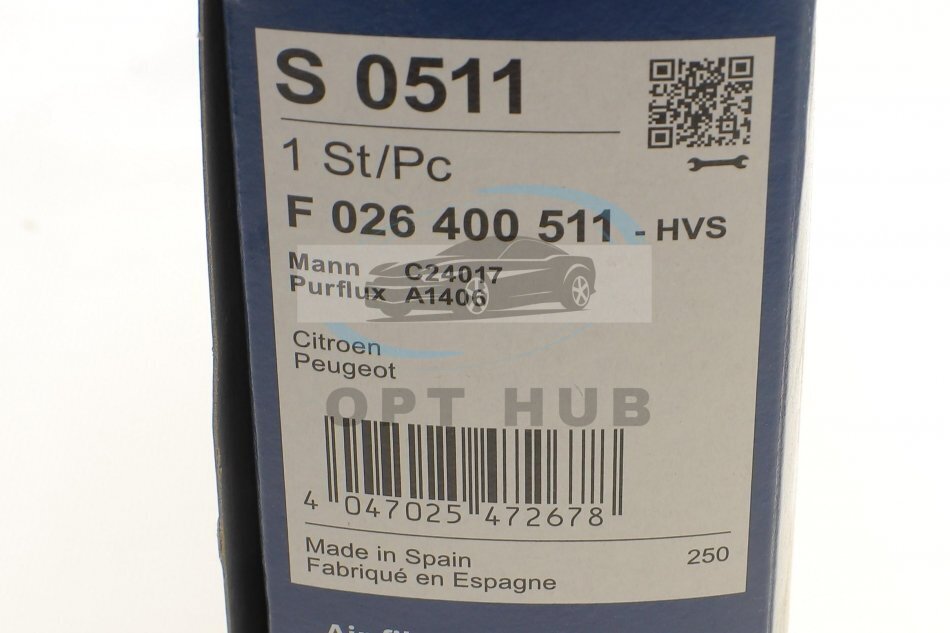 S 0511
1 St/Pc
F 026 400 511 - HVS
Mann C24017
Purflux A1406
Citroen
Peugeot
OPT HUB
4 047025 472678
Made in Spain 250
Fabriqué en Espagne